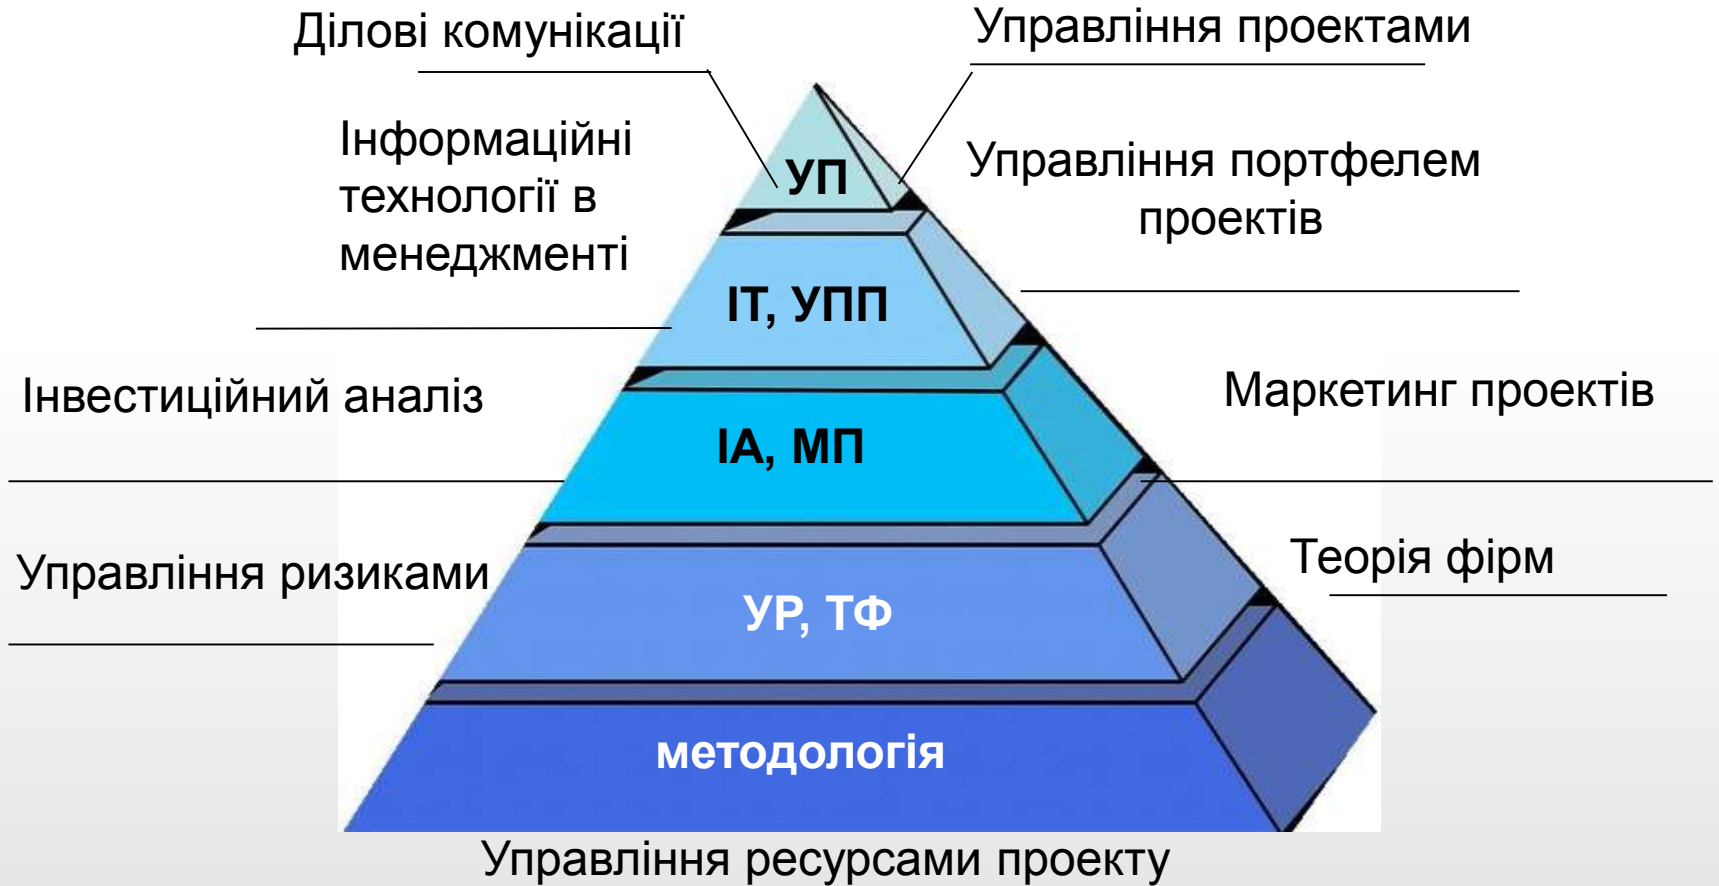 Ділові комунікації
Управління проектами
Інформаційні
технології в
менеджменті
Управління портфелем
проектів
УП
ІТ, УПП
Інвестиційний аналіз
Маркетинг проектів
ІА, МП
Управління ризиками
Теорія фірм
УР, ТФ
методологія
Управління ресурсами проекту